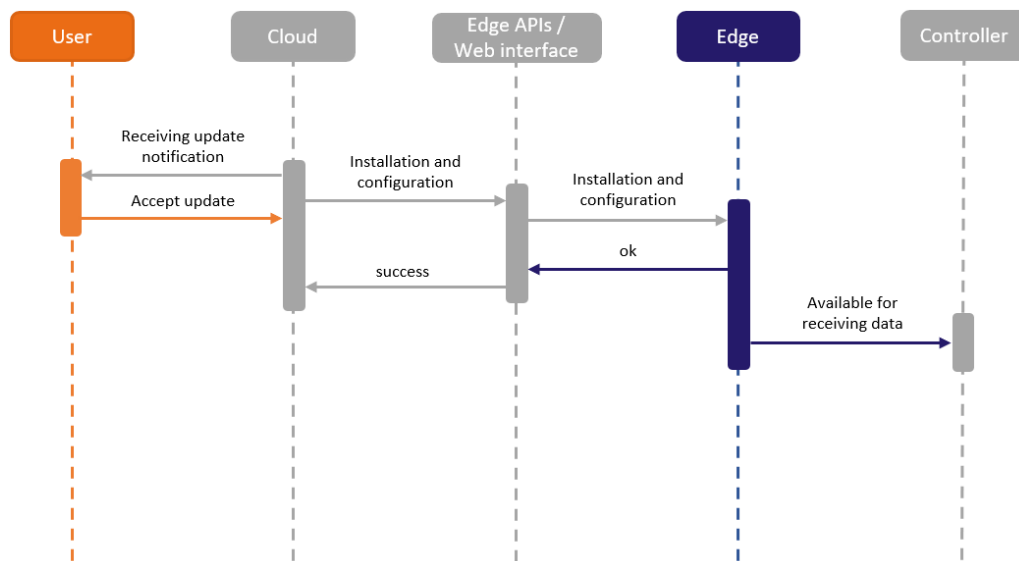 User
Cloud
Edge APIs /
Web interface
Edge
Controller
Receiving update
notification
Installation and
configuration
Installation and
configuration
Accept update
ok
success
Available for
receiving data